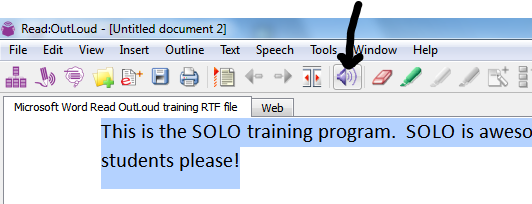 Read:OutLoud - [Untitled document 2]
File Edit View Insert Outline Text Speech Tools Window Help
Microsoft Word Read OutLoud training RTF file Web
This is the SOLO training program. SOLO is aweso
students please!